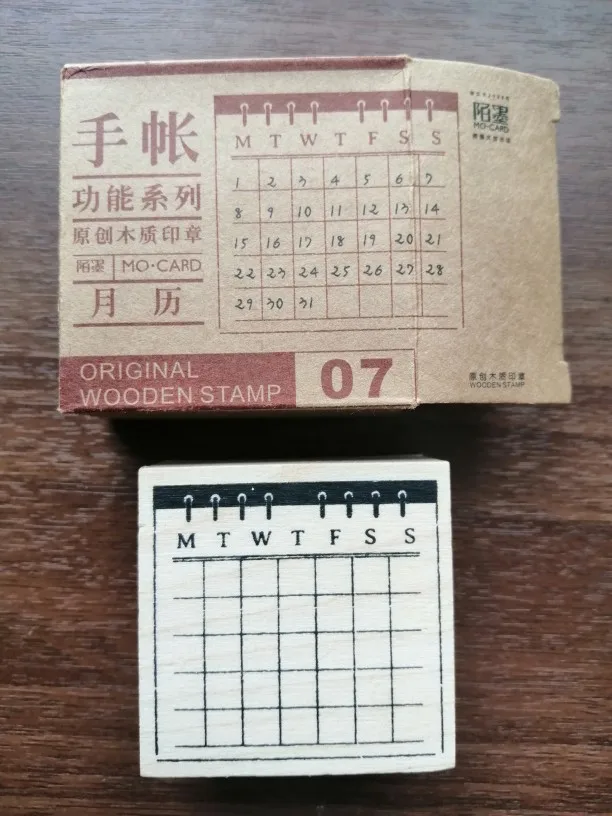 手帐
功能系列
原创木质印章
陌墨 MO·CARD
月历
ORIGINAL
WOODEN STAMP
07
M T W T F S S
1 2 3 4 5 6 7
8 9 10 11 12 13 14
15 16 17 18 19 20 21
22 23 24 25 26 27 28
29 30 31
陌墨
MO·CARD
原创木质印章
WOODEN STAMP
M T W T F S S